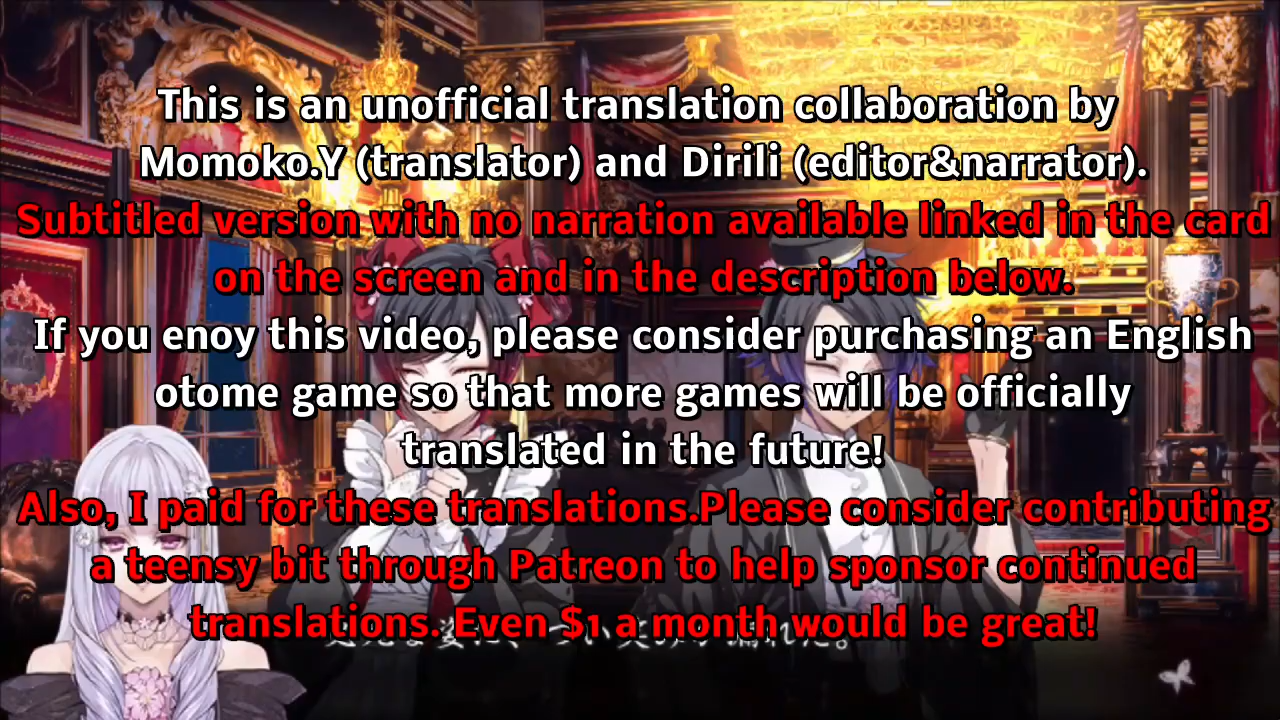 This is an unofficial translation collaboration by
Momoko.Y (translator) and Dirili (editor&narrator).
Subtitled version with no narration available linked in the card
on the screen and in the description below.
If you enoy this video, please consider purchasing an English
otome game so that more games will be officially
translated in the future!
Also, I paid for these translations.Please consider contributing
a teensy bit through Patreon to help sponsor continued
translations. Even $1 a month would be great!